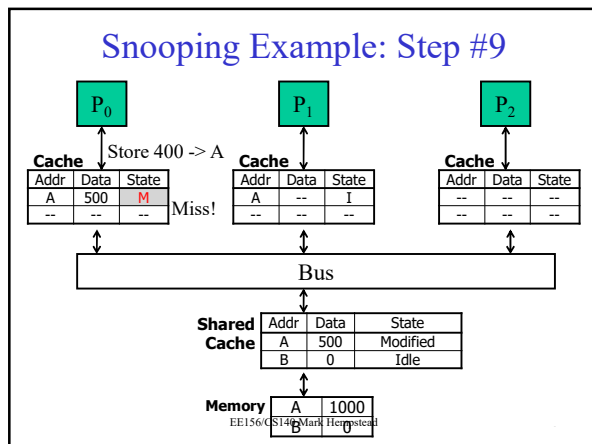 Snooping Example: Step #9
P0 P1 P2
Store 400 -> A
Cache Cache Cache
Addr Data State Addr Data State Addr Data State
A 500 M A -- I -- -- --
Miss!
-- -- -- -- -- -- -- -- --
Bus
Shared Cache
Addr Data State
A 500 Modified
B 0 Idle
Memory
A 1000
EE156/CS140 Mark Hempstead
B 0